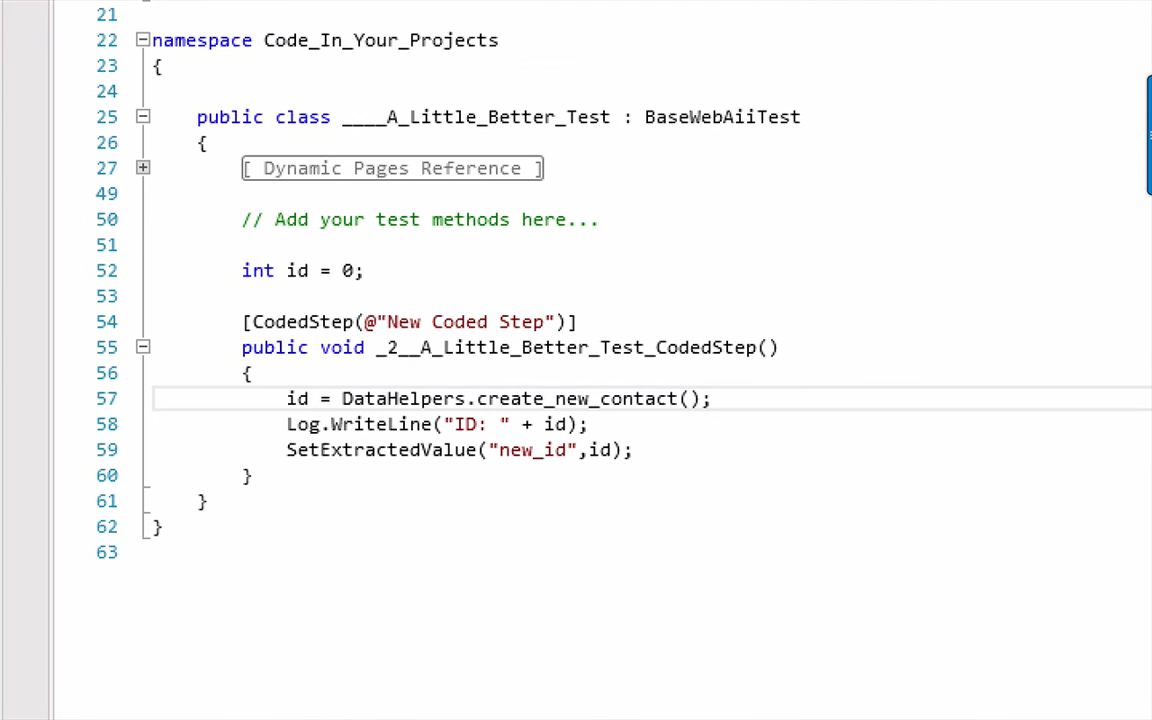 21
22 namespace Code_In_Your_Projects
23 {
24
25 public class ____A_Little_Better_Test : BaseWebAiiTest
26 {
27 [ Dynamic Pages Reference ]
49
50 // Add your test methods here...
51
52 int id = 0;
53
54 [CodedStep(@"New Coded Step")]
55 public void _2__A_Little_Better_Test_CodedStep()
56 {
57 id = DataHelpers.create_new_contact();
58 Log.WriteLine("ID: " + id);
59 SetExtractedValue("new_id",id);
60 }
61 }
62 }
63